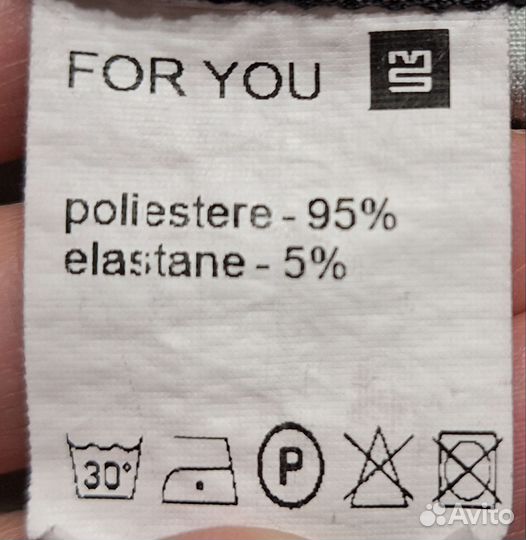 FOR YOU
poliestere - 95%
elastane - 5%
30° P
Avito